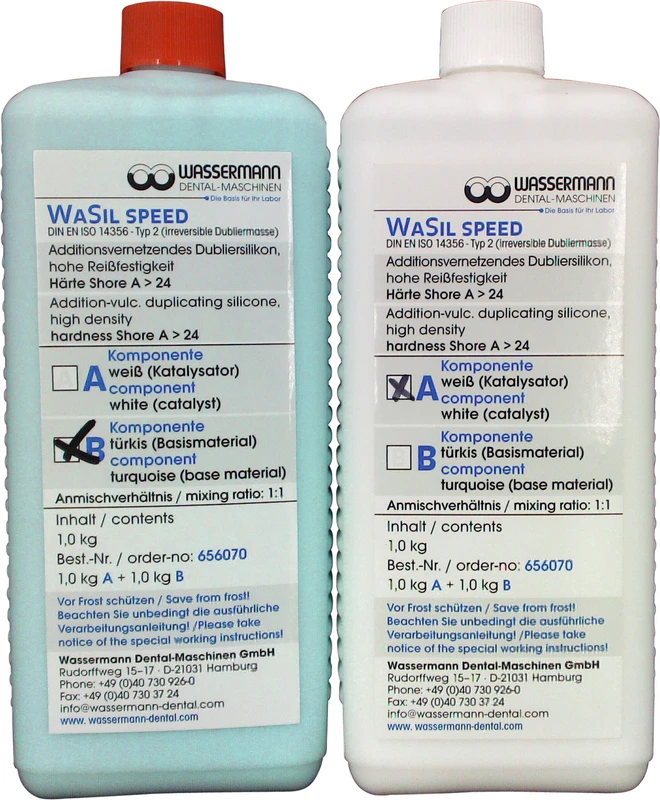 WASSERMANN
DENTAL-MASCHINEN
Die Basis für Ihr Labor
WASIL SPEED
DIN EN ISO 14356 - Typ 2 (irreversible Dubliermasse)
Additionsvernetzendes Dubliersilikon,
hohe Reißfestigkeit
Härte Shore A > 24
Addition-vulc. duplicating silicone,
high density
hardness Shore A > 24
A Komponente
weiß (Katalysator)
component
white (catalyst)
B Komponente
türkis (Basismaterial)
component
turquoise (base material)
Anmischverhältnis / mixing ratio: 1:1
Inhalt / contents
1,0 kg
Best.-Nr. / order-no: 656070
1,0 kg A + 1,0 kg B
Vor Frost schützen / Save from frost!
Beachten Sie unbedingt die ausführliche
Verarbeitungsanleitung! /Please take
notice of the special working instructions!
Wassermann Dental-Maschinen GmbH
Rudorffweg 15-17 · D-21031 Hamburg
Phone: +49 (0)40 730 926-0
Fax: +49 (0)40 730 37 24
info@wassermann-dental.com
www. wassermann-dental.com
WASSERMANN
DENTAL-MASCHINEN
Die Basis für Ihr Labor
WASIL SPEED
DIN EN ISO 14356 - Typ 2 (irreversible Dubliermasse)
Additionsvernetzendes Dubliersilikon,
hohe Reißfestigkeit
Härte Shore A > 24
Addition-vulc. duplicating silicone,
high density
hardness Shore A > 24
A Komponente
weiß (Katalysator)
component
white (catalyst)
B Komponente
türkis (Basismaterial)
component
turquoise (base material)
Anmischverhältnis / mixing ratio: 1:1
Inhalt / contents
1,0 kg
Best.-Nr. / order-no: 656070
1,0 kg A + 1,0 kg B
Vor Frost schützen / Save from frost!
Beachten Sie unbedingt die ausführliche
Verarbeitungsanleitung! /Please take
notice of the special working instructions!
Wassermann Dental-Maschinen GmbH
Rudorffweg 15-17 · D-21031 Hamburg
Phone: +49 (0)40 730 926-0
Fax: +49 (0)40 730 37 24
info@wassermann-dental.com
www. wassermann-dental.com